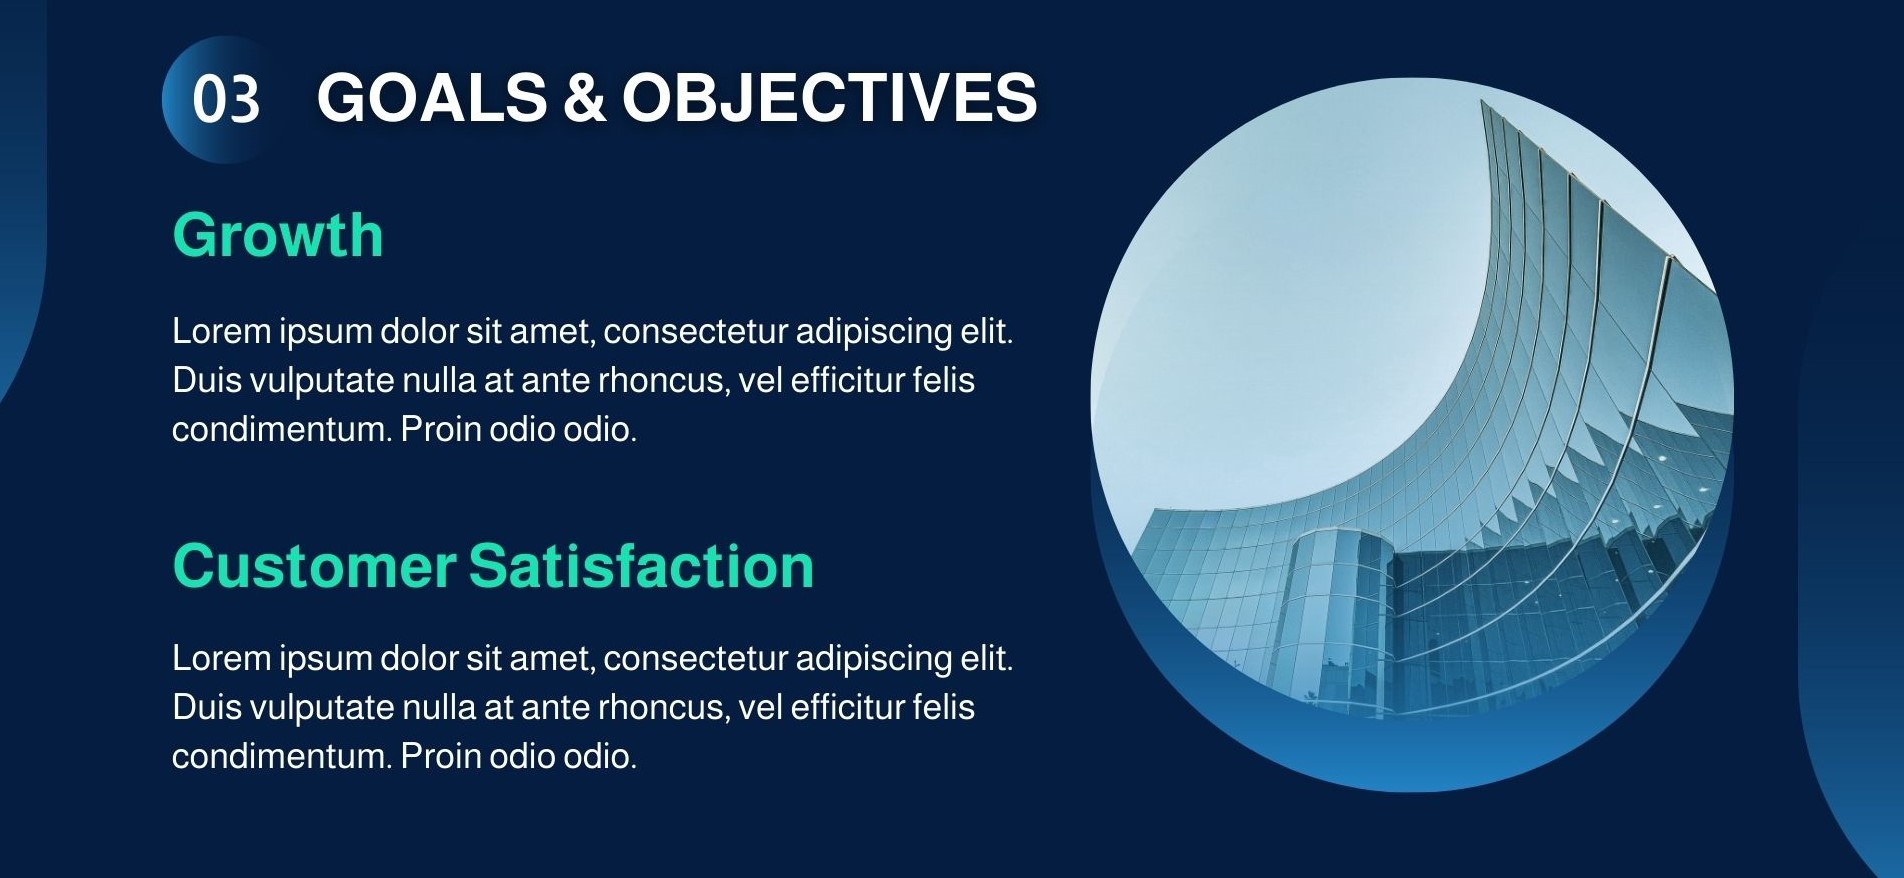 03 GOALS & OBJECTIVES
Growth
Lorem ipsum dolor sit amet, consectetur adipiscing elit.
Duis vulputate nulla at ante rhoncus, vel efficitur felis
condimentum. Proin odio odio.
Customer Satisfaction
Lorem ipsum dolor sit amet, consectetur adipiscing elit.
Duis vulputate nulla at ante rhoncus, vel efficitur felis
condimentum. Proin odio odio.